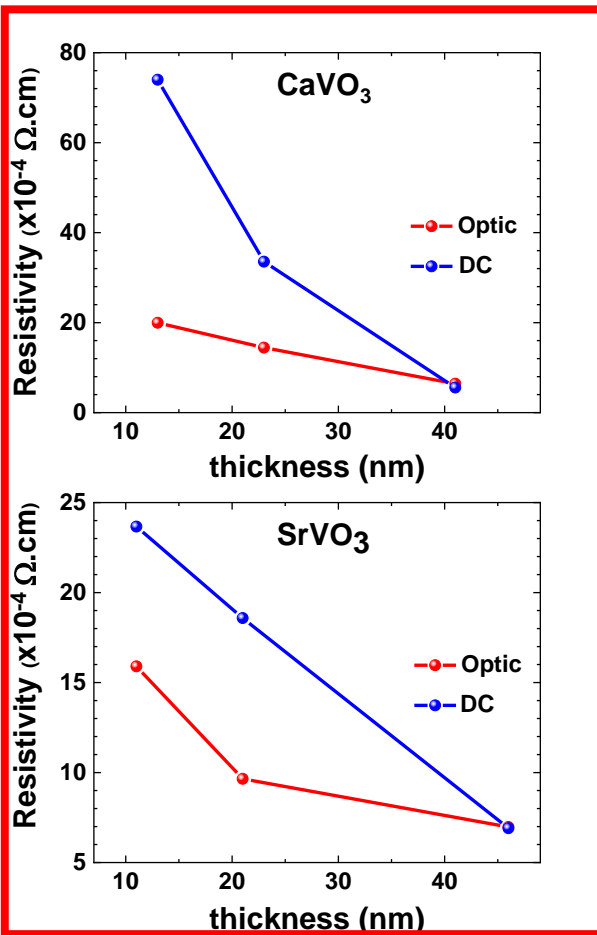 80
CaVO3
60
40
20
0
Optic
DC
Resistivity (x10-4 Ω.cm)
10 20 30 40
thickness (nm)
25
SrVO3
20
15
10
5
Optic
DC
Resistivity (x10-4 Ω.cm)
10 20 30 40
thickness (nm)